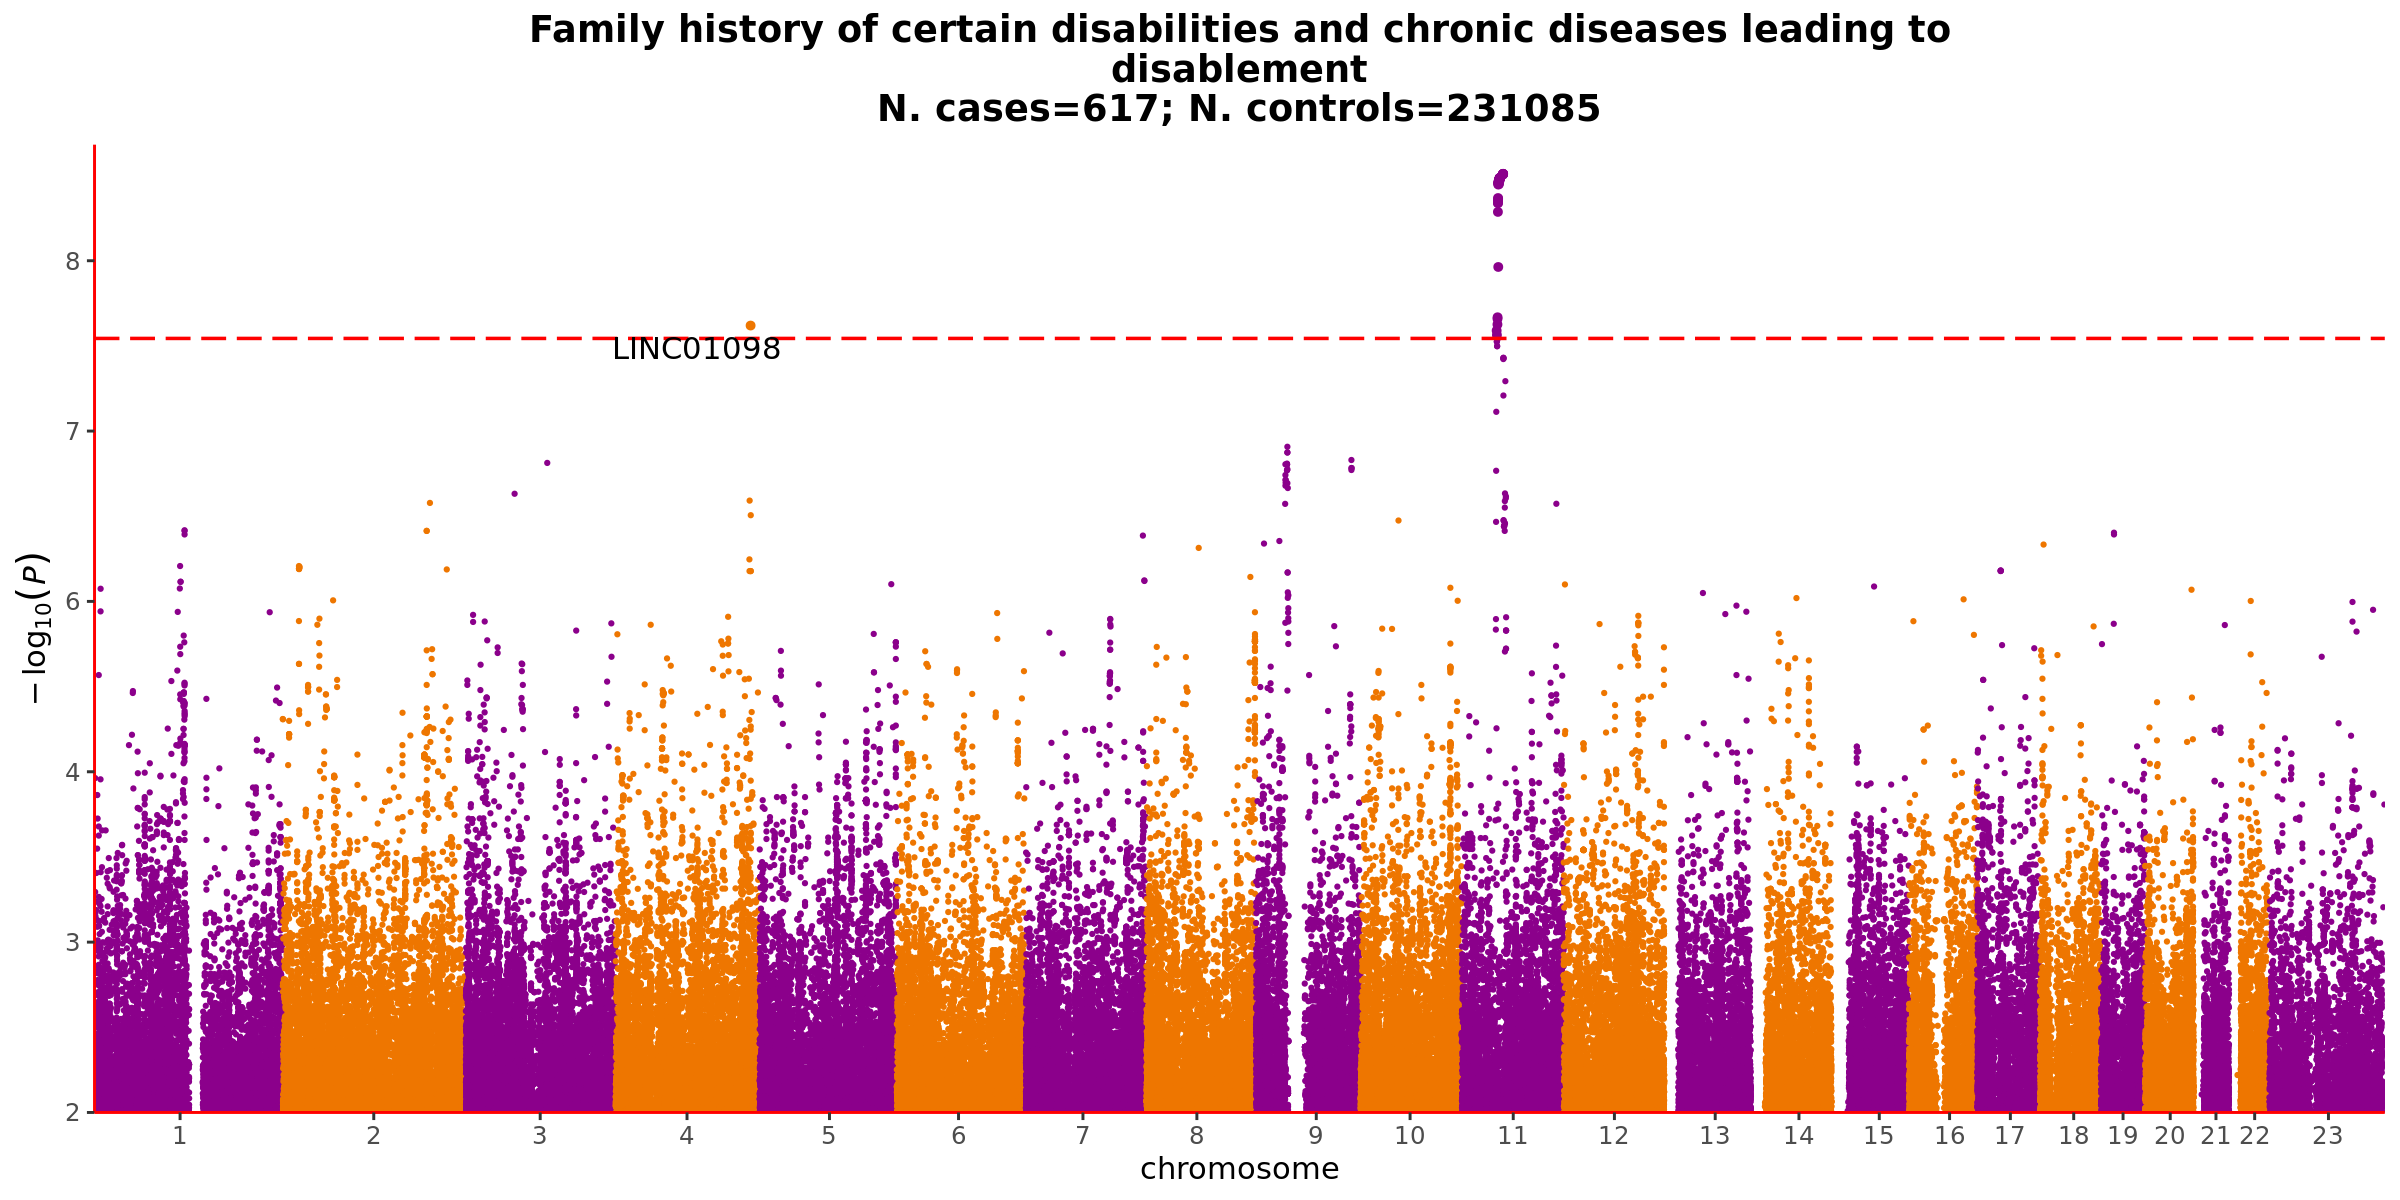 Family history of certain disabilities and chronic diseases leading to
disablement
N. cases=617; N. controls=231085
8
7
6
5
4
3
2
−log10(P)
LINC01098
1 2 3 4 5 6 7 8 9 10 11 12 13 14 15 16 17 18 19 20 21 22 23
chromosome